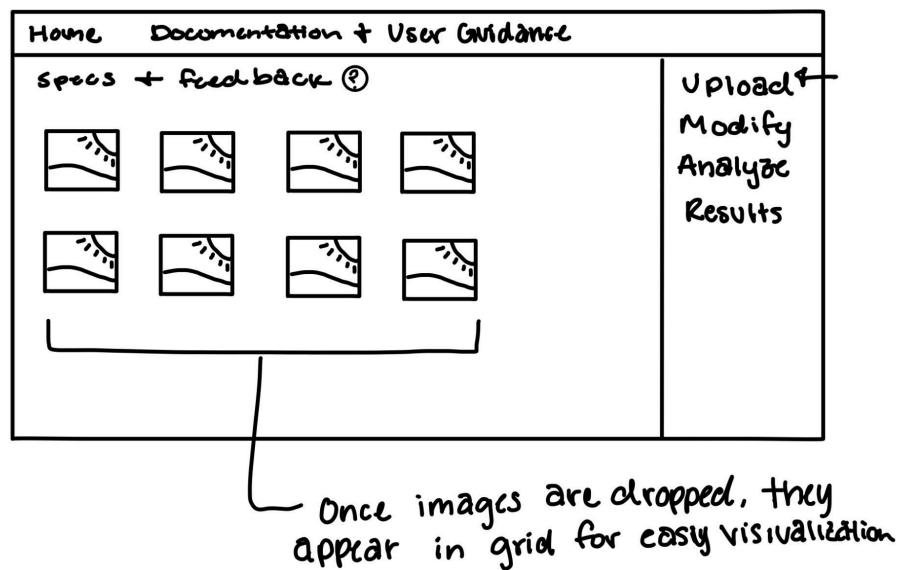 Home Documentation + User Guidance
Specs + Feedback ?
Upload
Modify
Analyze
Results
Once images are dropped, they
appear in grid for easy visivalization